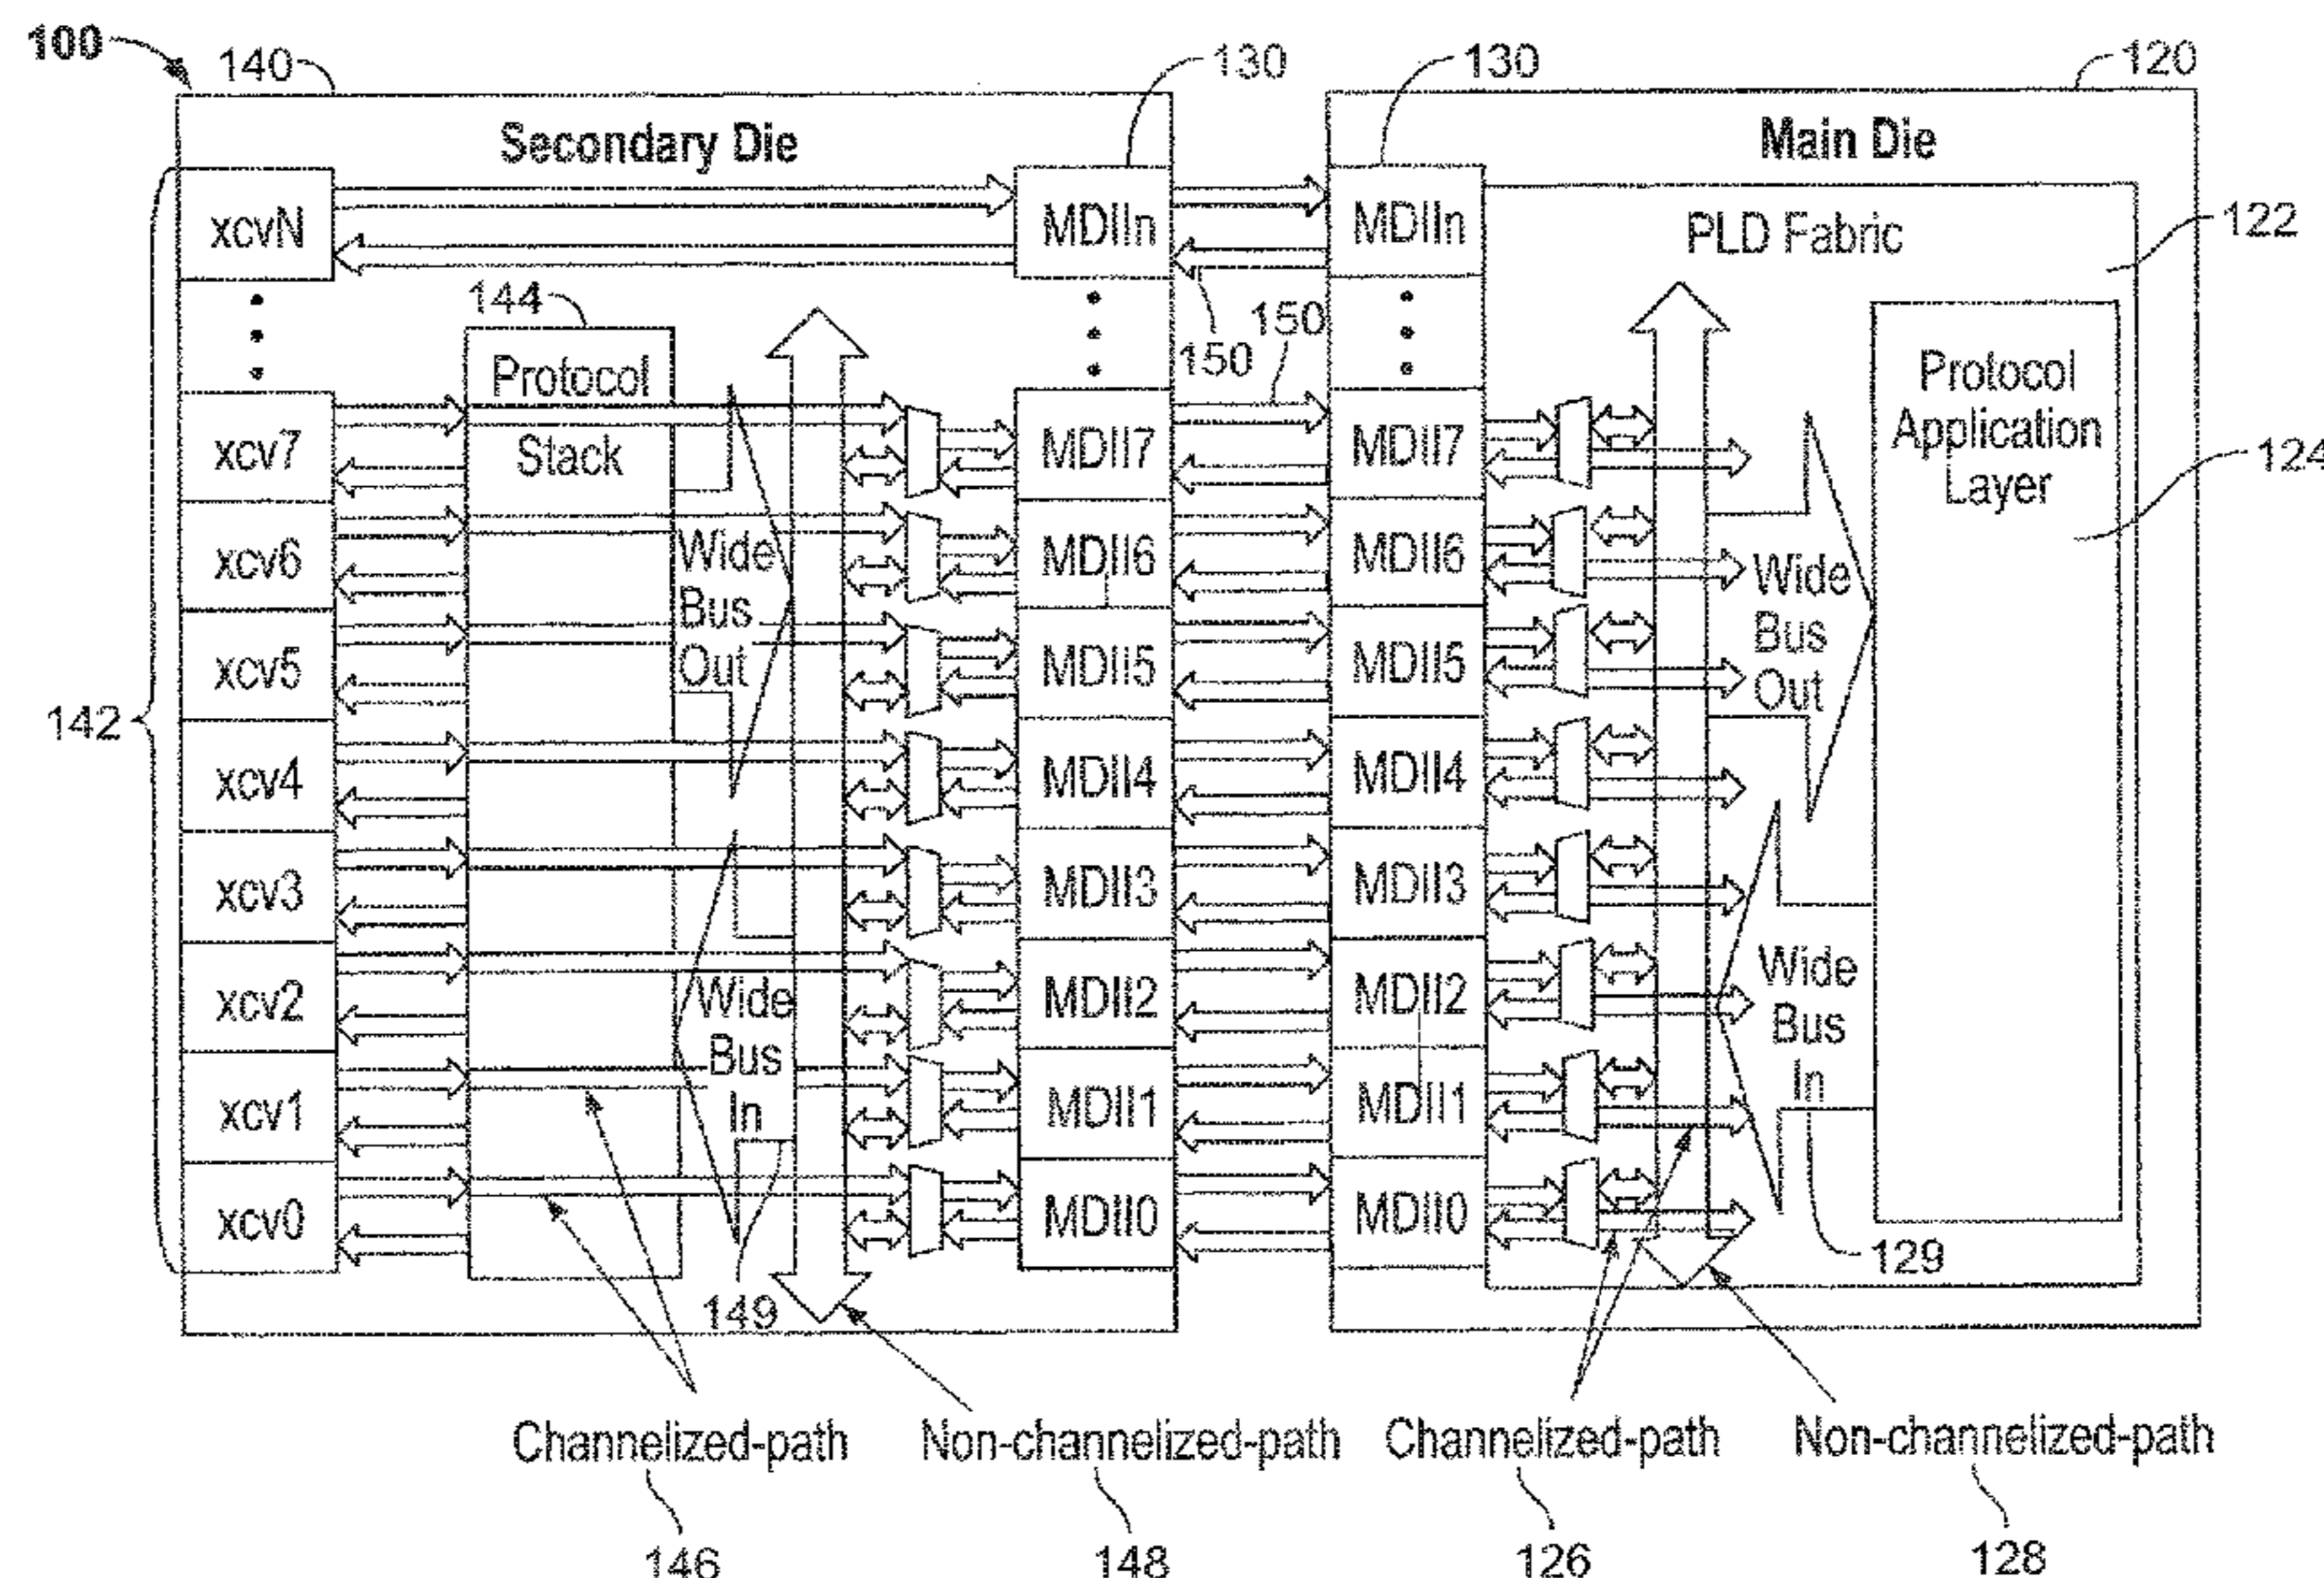 100
140
130
130
120
Secondary Die
Main Die
xcvN
MDIIn
MDIIn
PLD Fabric
122
144
150
150
Protocol
Stack
Protocol
Application
Layer
124
xcv7
MDII7
MDII7
xcv6
Wide
Bus
Out
MDII6
MDII6
Wide
Bus
Out
xcv5
MDII5
MDII5
142
xcv4
MDII4
MDII4
xcv3
MDII3
MDII3
xcv2
Wide
Bus
In
MDII2
MDII2
Wide
Bus
In
xcv1
MDII1
MDII1
xcv0
MDII0
MDII0
129
149
Channelized-path
Non-channelized-path
Channelized-path
Non-channelized-path
146
148
126
128